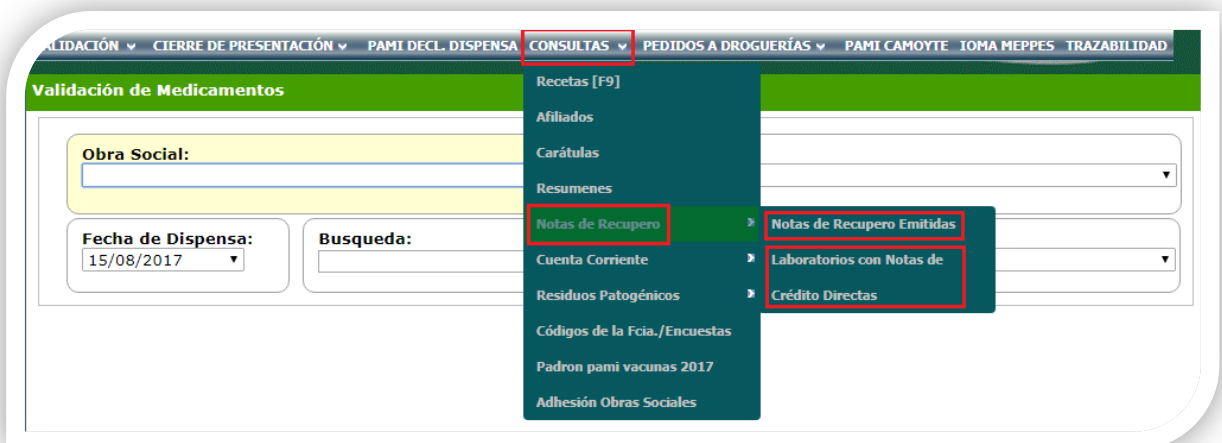 ALIDACIÓN CIERRE DE PRESENTACIÓN PAMI DECL. DISPENSA CONSULTAS PEDIDOS A DROGUERÍAS PAMI CAMOYTE IOMA MEPPES TRAZABILIDAD
Validación de Medicamentos
Recetas [F9]
Afiliados
Obra Social:
Carátulas
Resumenes
Notas de Recupero
Notas de Recupero Emitidas
Fecha de Dispensa:
15/08/2017
Busqueda:
Cuenta Corriente
Laboratorios con Notas de
Crédito Directas
Residuos Patogénicos
Códigos de la Fcia./Encuestas
Padron pami vacunas 2017
Adhesión Obras Sociales